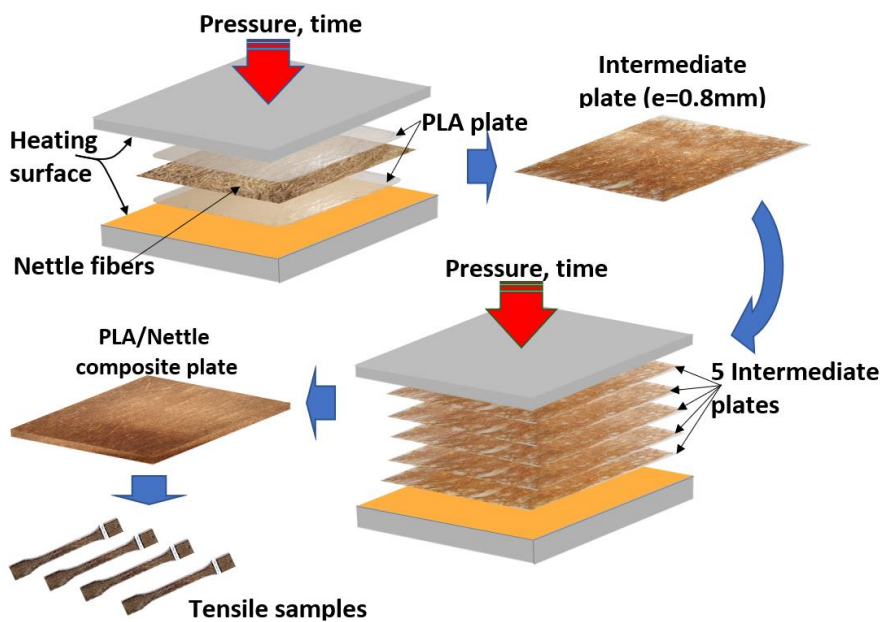 Pressure, time
Intermediate
plate (e=0.8mm)
PLA plate
Heating
surface
Nettle fibers
Pressure, time
PLA/Nettle
composite plate
5 Intermediate
plates
Tensile samples